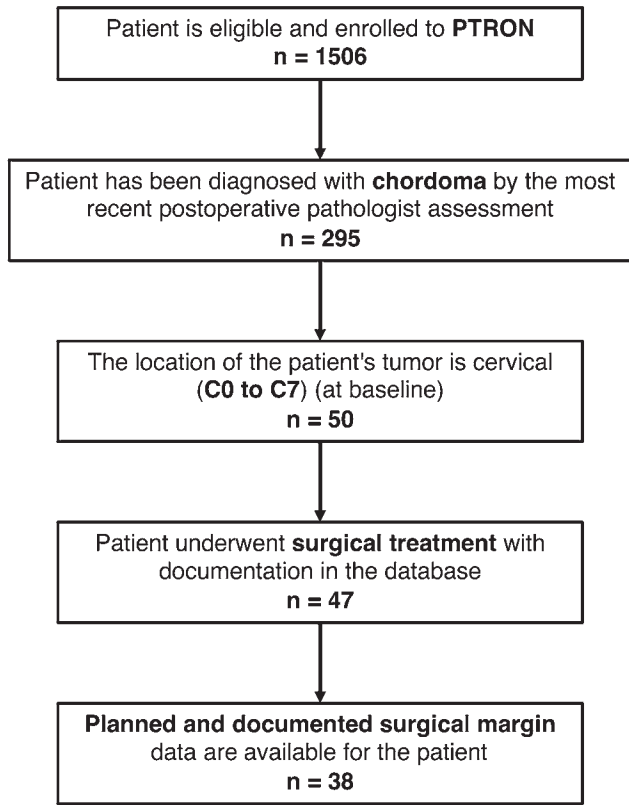 Patient is eligible and enrolled to PTRON
n = 1506
Patient has been diagnosed with chordoma by the most
recent postoperative pathologist assessment
n = 295
The location of the patient's tumor is cervical
(C0 to C7) (at baseline)
n = 50
Patient underwent surgical treatment with
documentation in the database
n = 47
Planned and documented surgical margin
data are available for the patient
n = 38